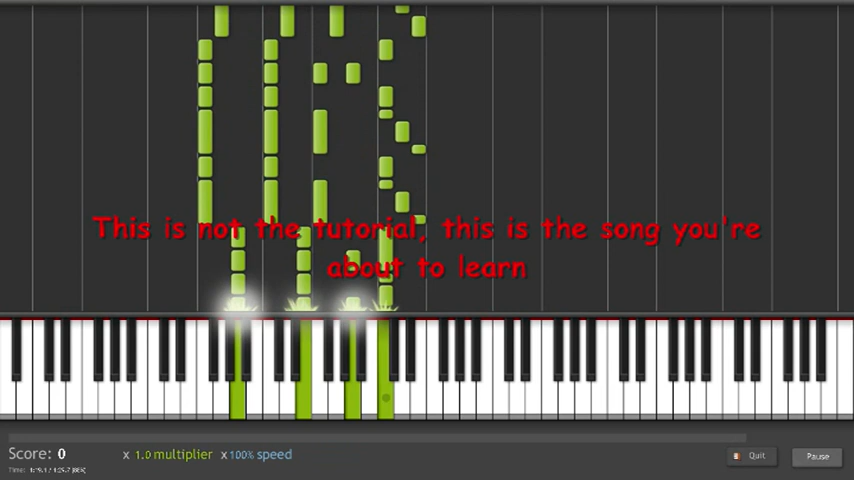 This is not the tutorial, this is the song you're
about to learn
Score: 0 x 1.0 multiplier x100% speed
Quit
Pause